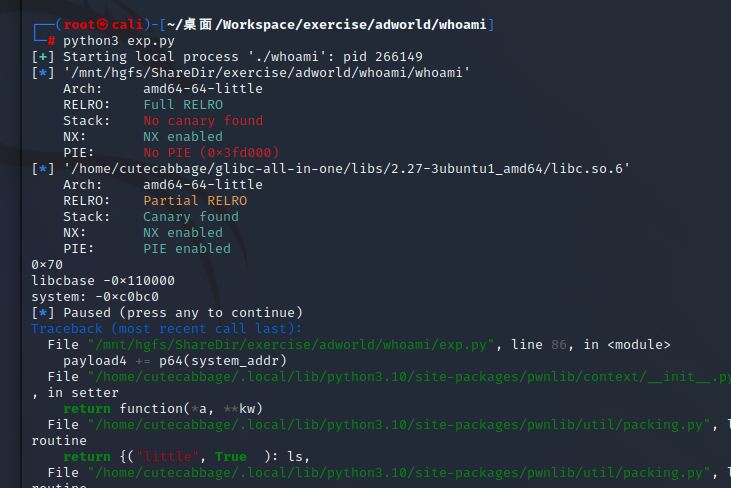 ┌──(root㉿cali)-[~/桌面/Workspace/exercise/adworld/whoami]
└─# python3 exp.py
[+] Starting local process './whoami': pid 266149
[*] '/mnt/hgfs/ShareDir/exercise/adworld/whoami/whoami'
    Arch:     amd64-64-little
    RELRO:    Full RELRO
    Stack:    No canary found
    NX:       NX enabled
    PIE:      No PIE (0×3fd000)
[*] '/home/cutecabbage/glibc-all-in-one/libs/2.27-3ubuntu1_amd64/libc.so.6'
    Arch:     amd64-64-little
    RELRO:    Partial RELRO
    Stack:    Canary found
    NX:       NX enabled
    PIE:      PIE enabled
0×70
libcbase -0×110000
system: -0×c0bc0
[*] Paused (press any to continue)
Traceback (most recent call last):
  File "/mnt/hgfs/ShareDir/exercise/adworld/whoami/exp.py", line 86, in <module>
    payload4 += p64(system_addr)
  File "/home/cutecabbage/.local/lib/python3.10/site-packages/pwnlib/context/__init__.py
, in setter
    return function(*a, **kw)
  File "/home/cutecabbage/.local/lib/python3.10/site-packages/pwnlib/util/packing.py", l
routine
    return {("little", True  ): ls,
  File "/home/cutecabbage/.local/lib/python3.10/site-packages/pwnlib/util/packing.py", l
routine